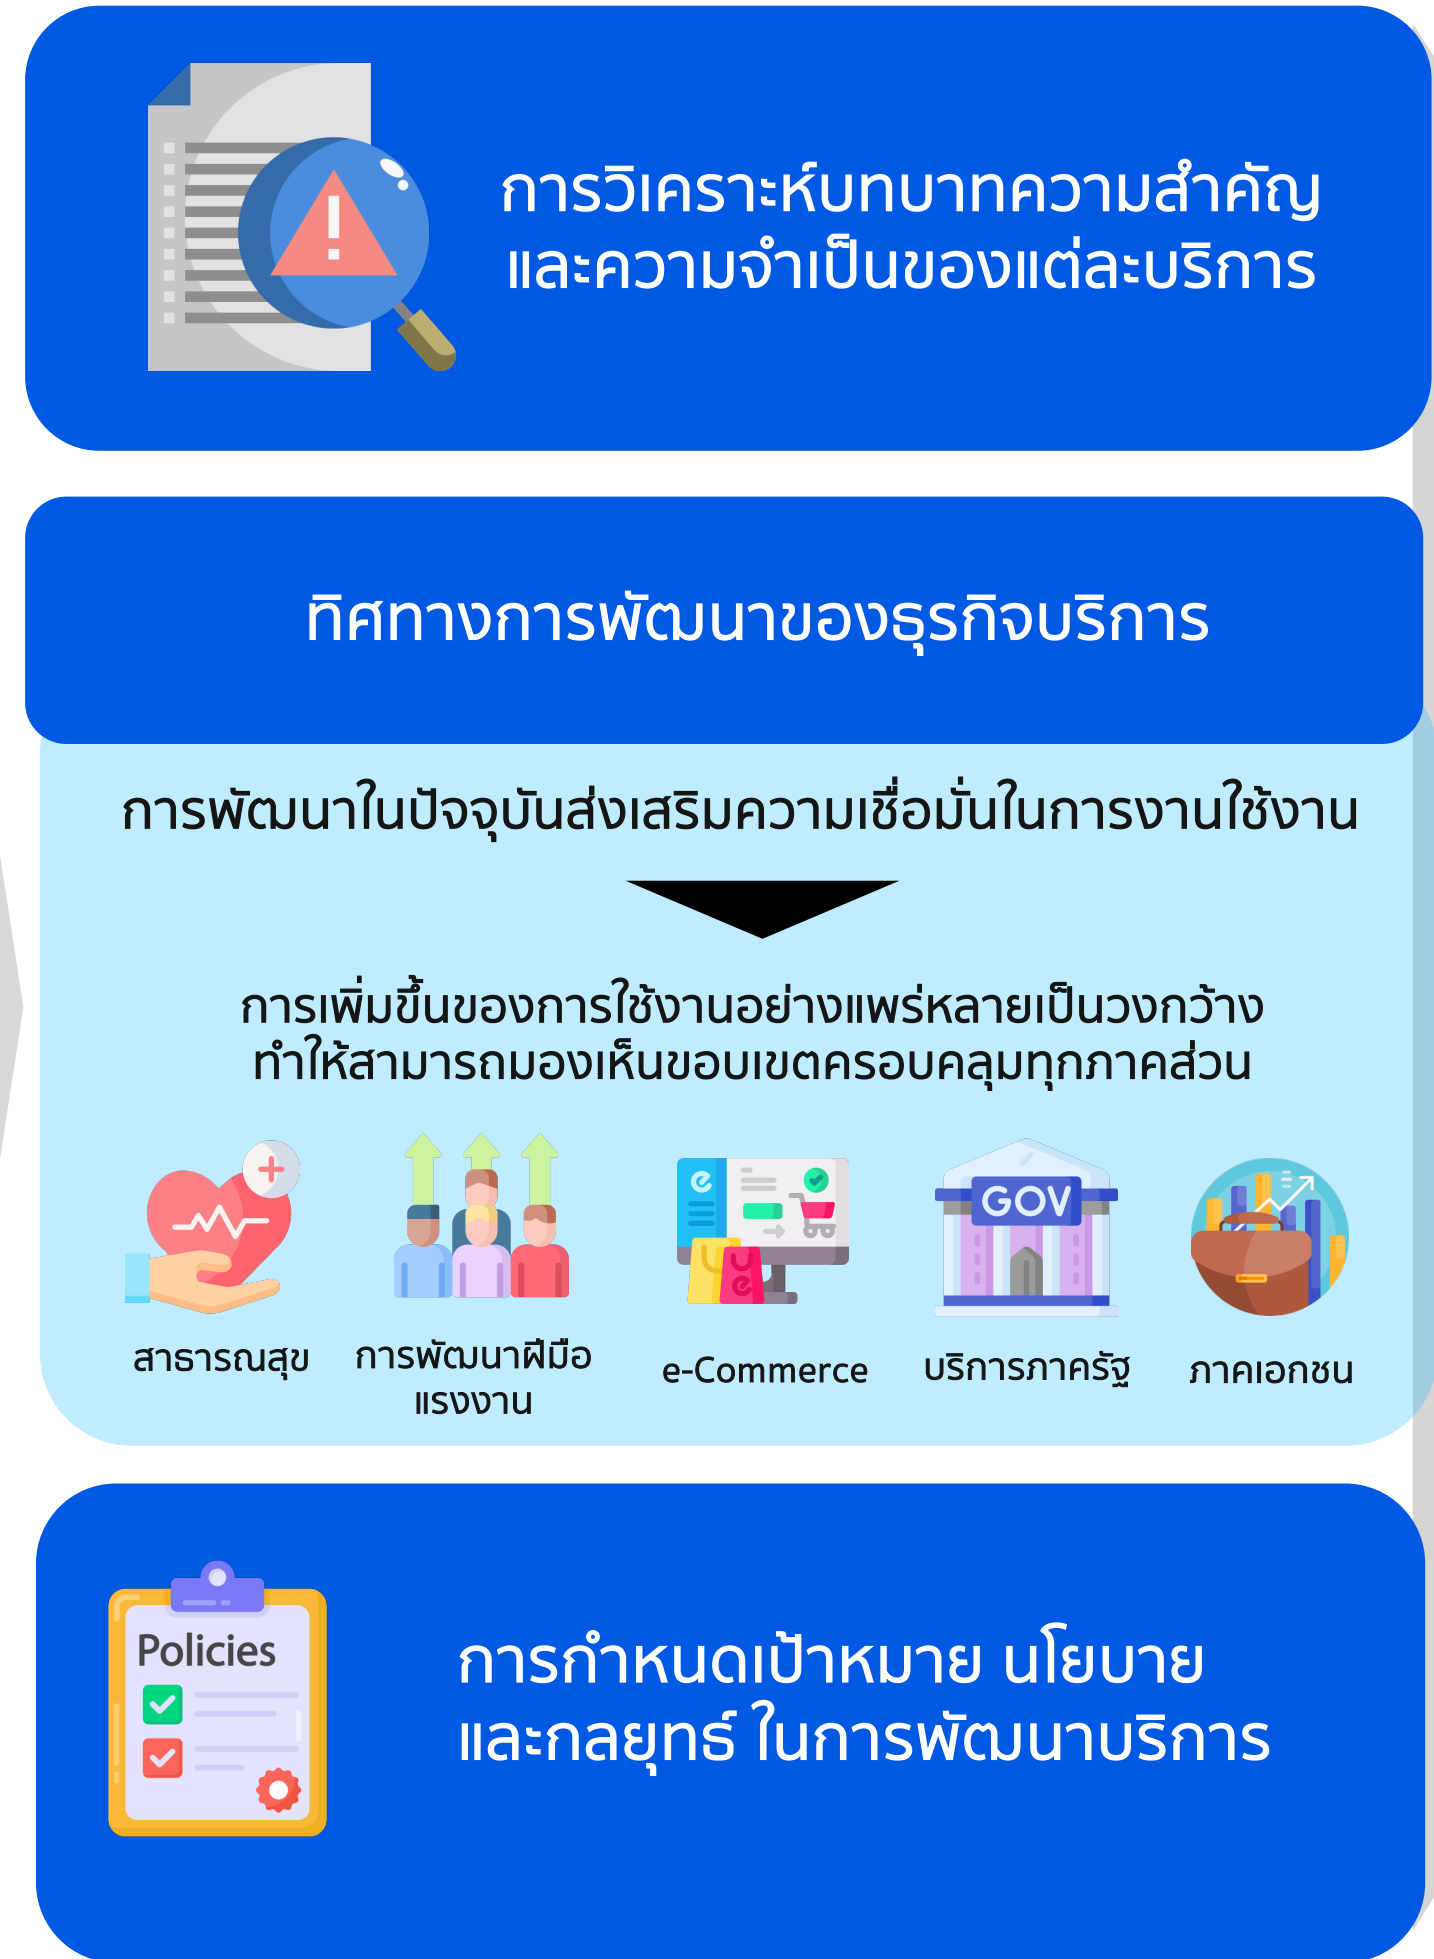 การวิเคราะห์บทบาทความสำคัญ
และความจำเป็นของแต่ละบริการ
ทิศทางการพัฒนาของธุรกิจบริการ
การพัฒนาในปัจจุบันส่งเสริมความเชื่อมั่นในการงานใช้งาน
การเพิ่มขึ้นของการใช้งานอย่างแพร่หลายเป็นวงกว้าง
ทำให้สามารถมองเห็นขอบเขตครอบคลุมทุกภาคส่วน
GOV
สาธารณสุข
การพัฒนาฝีมือ
แรงงาน
e-Commerce
บริการภาครัฐ
ภาคเอกชน
Policies
การกำหนดเป้าหมาย นโยบาย
และกลยุทธ์ ในการพัฒนาบริการ